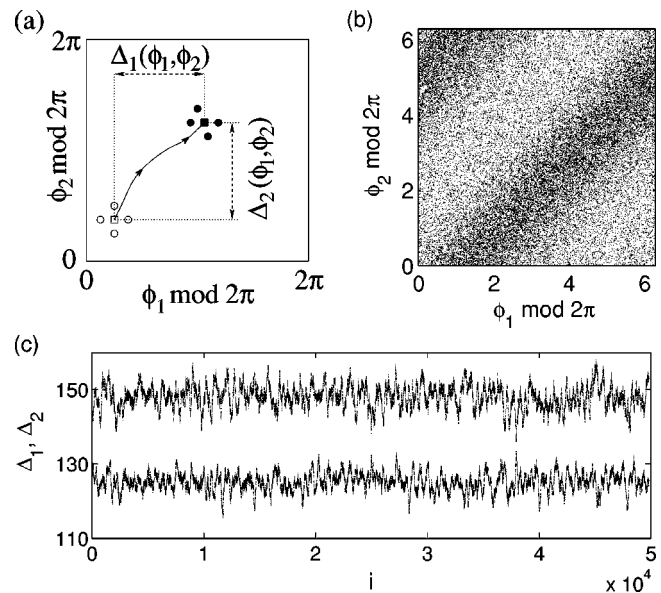 (a)
2π
Δ₁(ϕ₁,ϕ₂)
Δ₂(ϕ₁,ϕ₂)
ϕ₂ mod 2π
0
0
2π
ϕ₁ mod 2π
(b)
6
4
2
0
ϕ₂ mod 2π
0 2 4 6
ϕ₁ mod 2π
(c)
150
130
110
Δ₁, Δ₂
0 1 2 3 4 5
i
x 10⁴